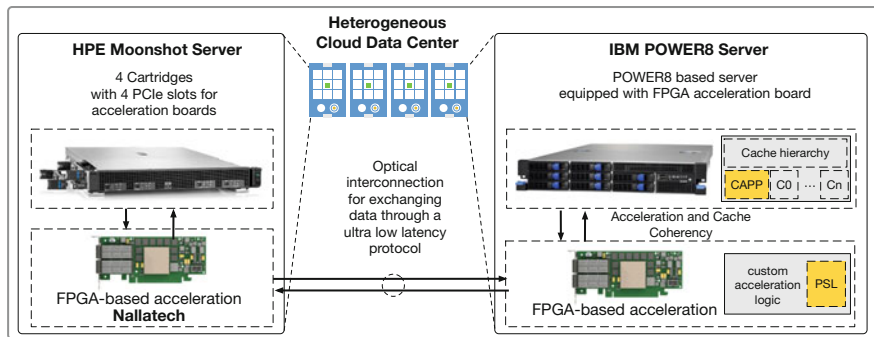 Heterogeneous
Cloud Data Center
HPE Moonshot Server
4 Cartridges
with 4 PCIe slots for
acceleration boards
FPGA-based acceleration
Nallatech
Optical
interconnection
for exchanging
data through a
ultra low latency
protocol
IBM POWER8 Server
POWER8 based server
equipped with FPGA acceleration board
Cache hierarchy
CAPP C0 ... Cn
Acceleration and Cache
Coherency
FPGA-based acceleration
custom
acceleration
logic
PSL